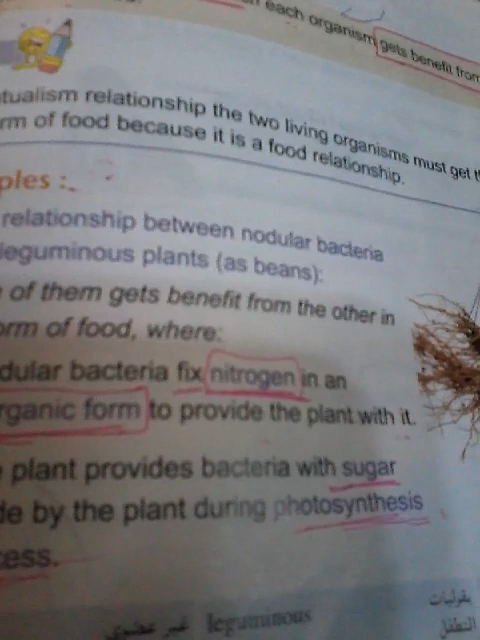 each organism gets benefit from
tualism relationship the two living organisms must get t
rm of food because it is a food relationship.
ples :
relationship between nodular bacteria
leguminous plants (as beans):
of them gets benefit from the other in
orm of food, where:
dular bacteria fix nitrogen in an
rganic form to provide the plant with it.
plant provides bacteria with sugar
de by the plant during photosynthesis
cess.
بقوليات
غير عضوي leguminous
التطفل